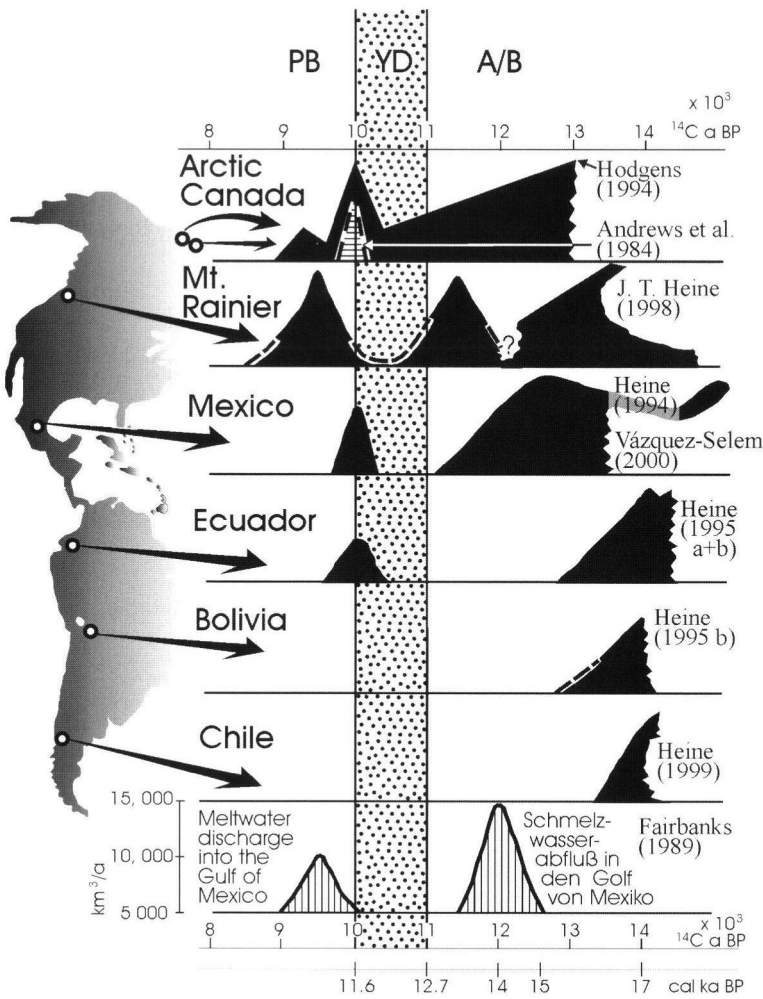 PB YD A/B
x 10³
8 9 10 11 12 13 14 ¹⁴C a BP
Arctic
Canada
Hodgens
(1994)
Andrews et al.
(1984)
Mt.
Rainier
?
J. T. Heine
(1998)
Mexico
Heine
(1994)
Vázquez-Selem
(2000)
Ecuador
Heine
(1995
a+b)
Bolivia
Heine
(1995 b)
Chile
Heine
(1999)
15, 000
10, 000
5 000
km³/a
Meltwater
discharge
into the
Gulf of
Mexico
Schmelz-
wasser-
abfluß in
den Golf
von Mexiko
Fairbanks
(1989)
x 10³
8 9 10 11 12 13 14 ¹⁴C a BP
11.6 12.7 14 15 17 cal ka BP